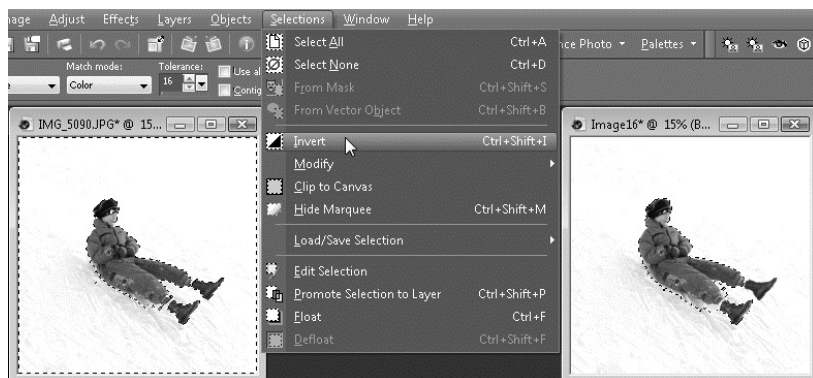 mage Adjust Effects Layers Objects Selections Window Help
nce Photo Palettes
Match mode: Tolerance:
Color 16 Use al
Contig
Select All Ctrl+A
Select None Ctrl+D
From Mask Ctrl+Shift+S
From Vector Object Ctrl+Shift+B
Invert Ctrl+Shift+I
Modify
Clip to Canvas
Hide Marquee Ctrl+Shift+M
Load/Save Selection
Edit Selection
Promote Selection to Layer Ctrl+Shift+P
Float Ctrl+F
Defloat Ctrl+Shift+F
IMG_5090.JPG* @ 15...
Image16* @ 15% (B...